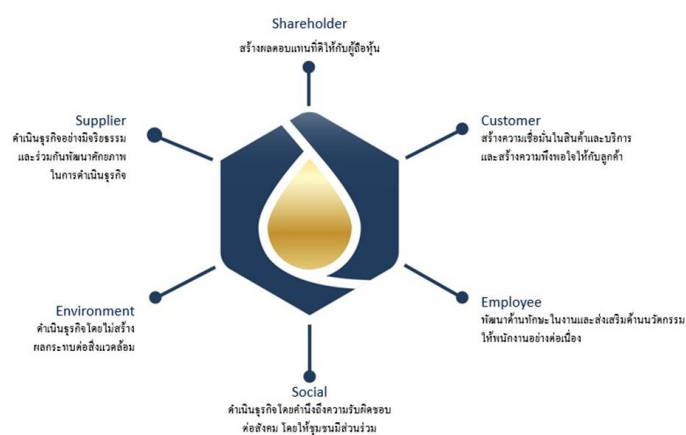 Shareholder
สร้างผลตอบแทนที่ดีให้กับผู้ถือหุ้น
Supplier
ดำเนินธุรกิจอย่างมีจริยธรรม
และร่วมกันพัฒนาศักยภาพ
ในการดำเนินธุรกิจ
Customer
สร้างความเชื่อมั่นในสินค้าและบริการ
และสร้างความพึงพอใจให้กับลูกค้า
Environment
ดำเนินธุรกิจโดยไม่สร้าง
ผลกระทบต่อสิ่งแวดล้อม
Employee
พัฒนาด้านทักษะในงานและส่งเสริมด้านนวัตกรรม
ให้พนักงานอย่างต่อเนื่อง
Social
ดำเนินธุรกิจโดยคำนึงถึงความรับผิดชอบ
ต่อสังคม โดยให้ชุมชนมีส่วนร่วม